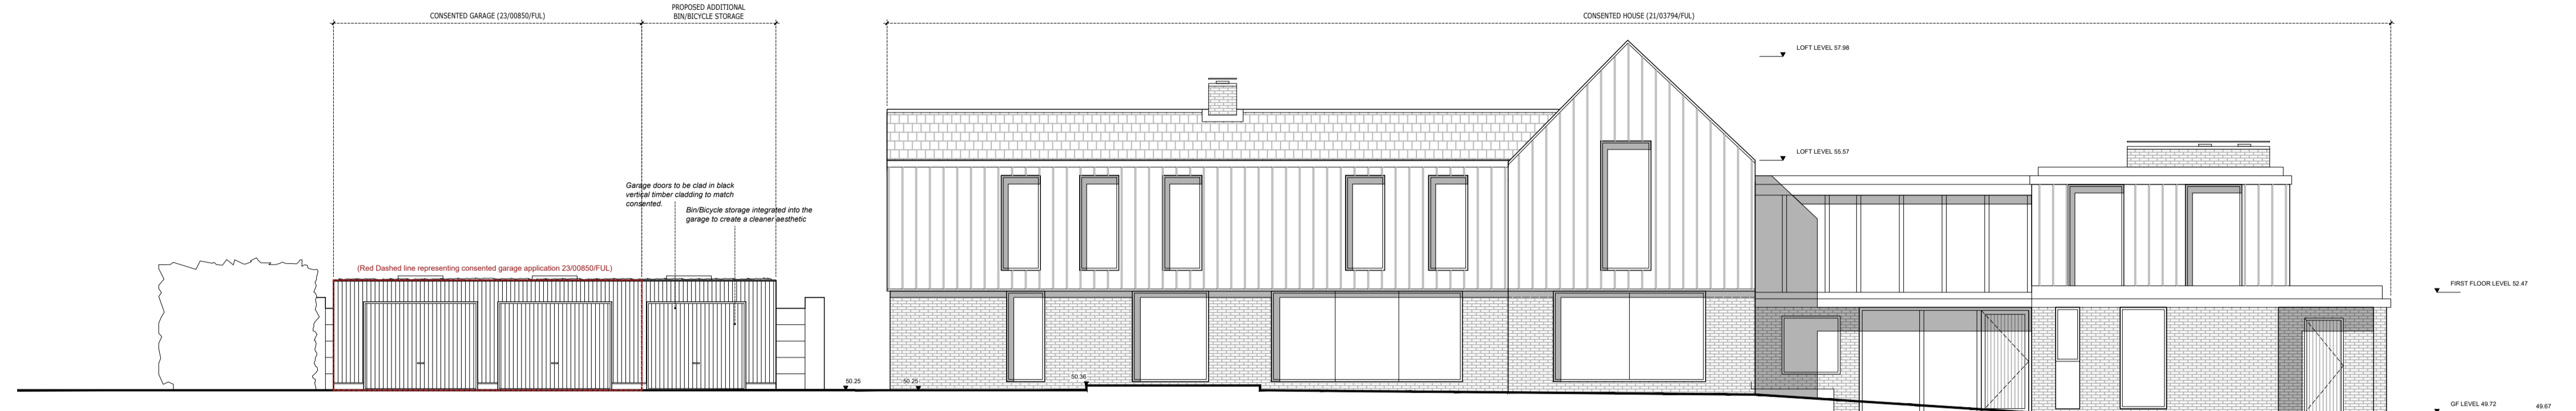 CONSENTED GARAGE (23/00850/FUL)
PROPOSED ADDITIONAL
BIN/BICYCLE STORAGE
CONSENTED HOUSE (21/03794/FUL)
LOFT LEVEL 57.98
LOFT LEVEL 55.57
Garage doors to be clad in black
vertical timber cladding to match
consented.
Bin/Bicycle storage integrated into the
garage to create a cleaner aesthetic
(Red Dashed line representing consented garage application 23/00850/FUL)
FIRST FLOOR LEVEL 52.47
50.25
50.25
50.36
GF LEVEL 49.72
49.67